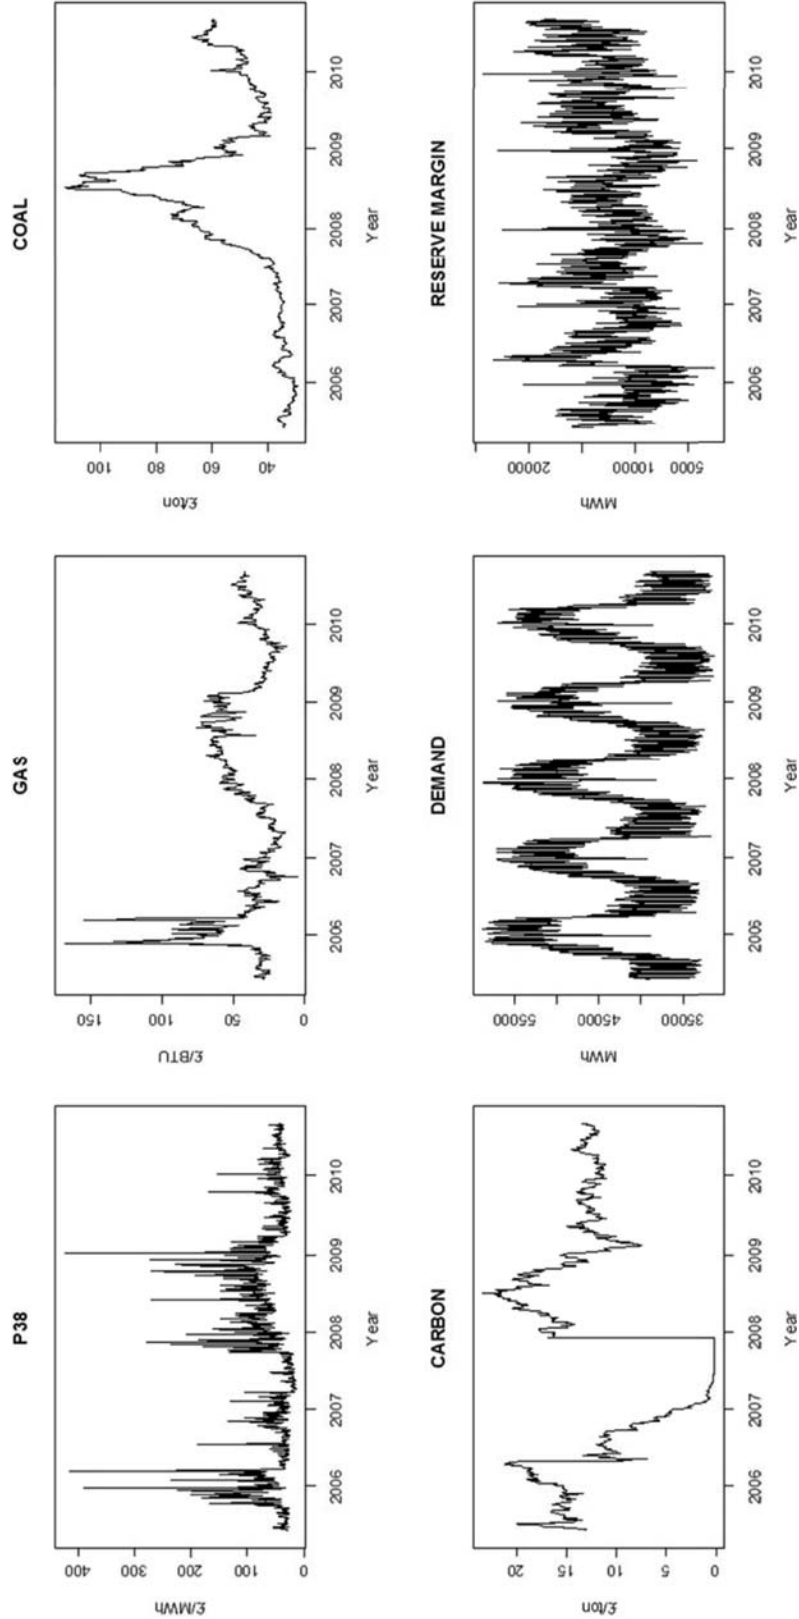 P38
£/MWh
0 100 200 300 400
2006 2007 2008 2009 2010
Year
GAS
£/BTU
0 50 100 150
2006 2007 2008 2009 2010
Year
COAL
£/ton
40 60 80 100
2006 2007 2008 2009 2010
Year
CARBON
£/ton
0 5 10 15 20
2006 2007 2008 2009 2010
Year
DEMAND
MWh
35000 45000 55000
2006 2007 2008 2009 2010
Year
RESERVE MARGIN
MWh
5000 10000 20000
2006 2007 2008 2009 2010
Year